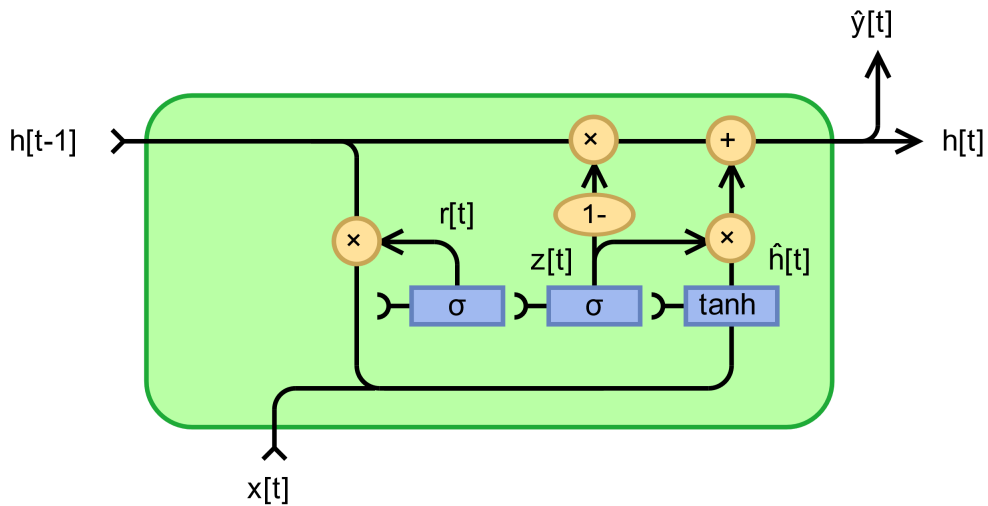 ŷ[t]
h[t-1]
×
+
h[t]
r[t]
1-
×
z[t]
×
ĥ[t]
σ
σ
tanh
x[t]